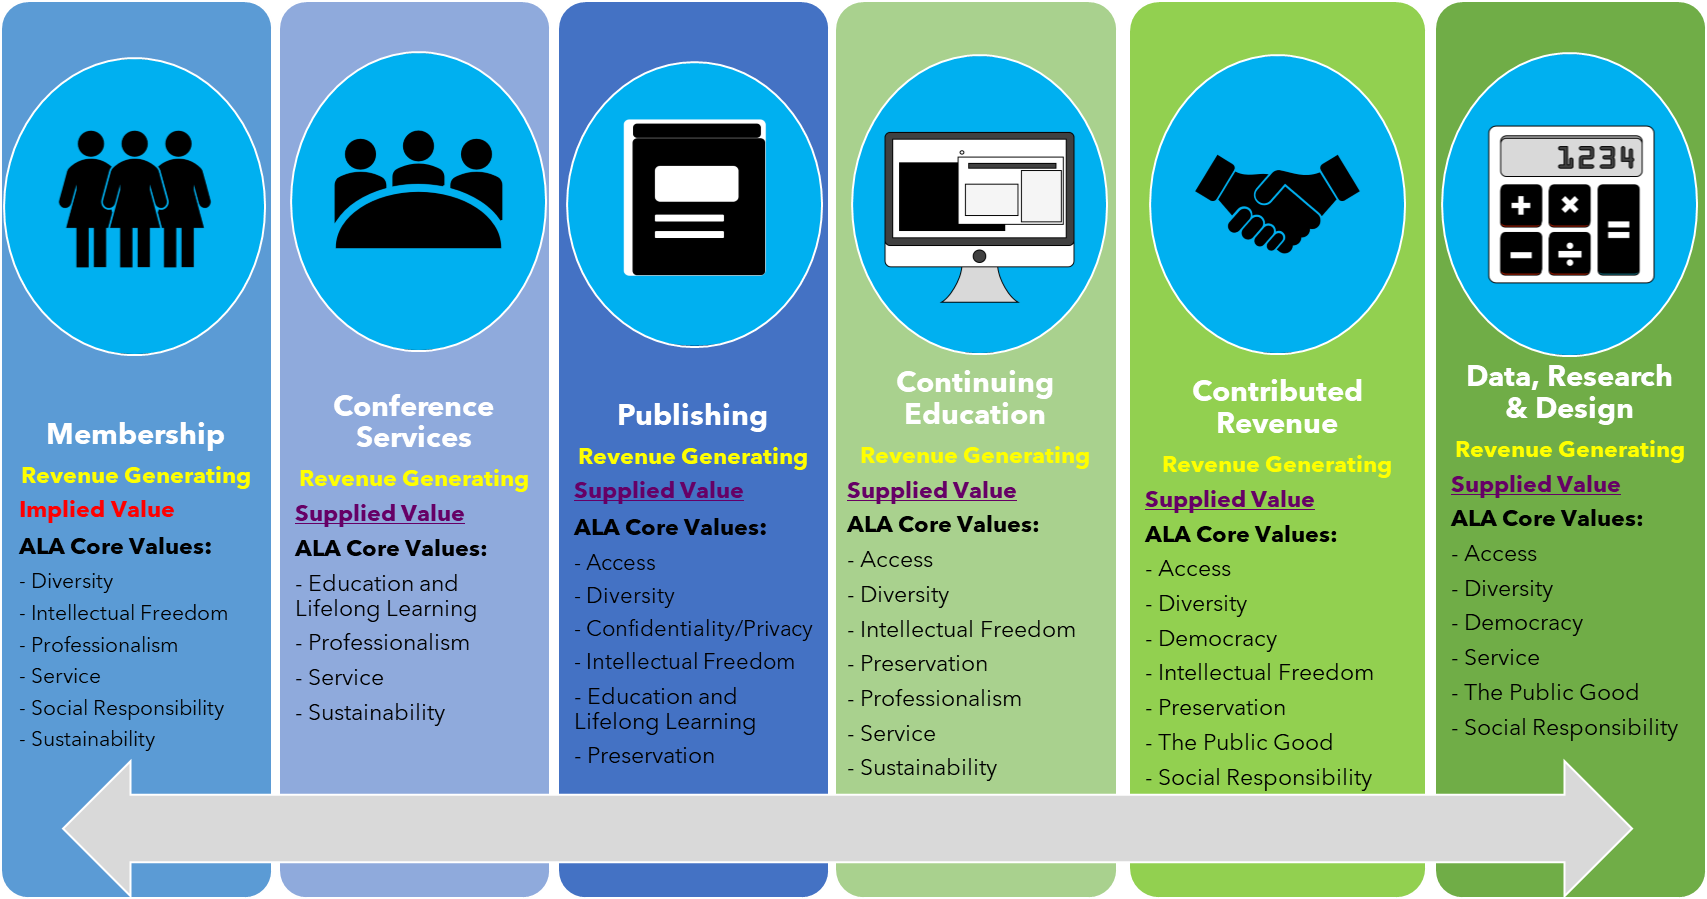 Membership
Revenue Generating
Implied Value
ALA Core Values:
- Diversity
- Intellectual Freedom
- Professionalism
- Service
- Social Responsibility
- Sustainability
Conference
Services
Revenue Generating
Supplied Value
ALA Core Values:
- Education and
Lifelong Learning
- Professionalism
- Service
- Sustainability
Publishing
Revenue Generating
Supplied Value
ALA Core Values:
- Access
- Diversity
- Confidentiality/Privacy
- Intellectual Freedom
- Education and
Lifelong Learning
- Preservation
Continuing
Education
Revenue Generating
Supplied Value
ALA Core Values:
- Access
- Diversity
- Intellectual Freedom
- Preservation
- Professionalism
- Service
- Sustainability
Contributed
Revenue
Revenue Generating
Supplied Value
ALA Core Values:
- Access
- Diversity
- Democracy
- Intellectual Freedom
- Preservation
- The Public Good
- Social Responsibility
1234
+ ×
− ÷ =
Data, Research
& Design
Revenue Generating
Supplied Value
ALA Core Values:
- Access
- Diversity
- Democracy
- Service
- The Public Good
- Social Responsibility